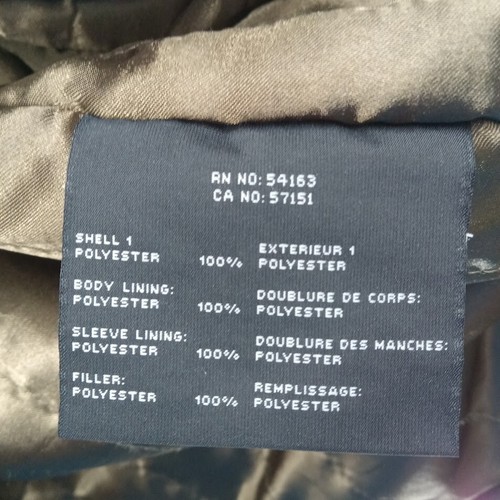 RN NO: 54163
CA NO: 57151
SHELL 1
POLYESTER 100%
EXTERIEUR 1
POLYESTER
BODY LINING:
POLYESTER 100%
DOUBLURE DE CORPS:
POLYESTER
SLEEVE LINING:
POLYESTER 100%
DOUBLURE DES MANCHES:
POLYESTER
FILLER:
POLYESTER 100%
REMPLISSAGE:
POLYESTER